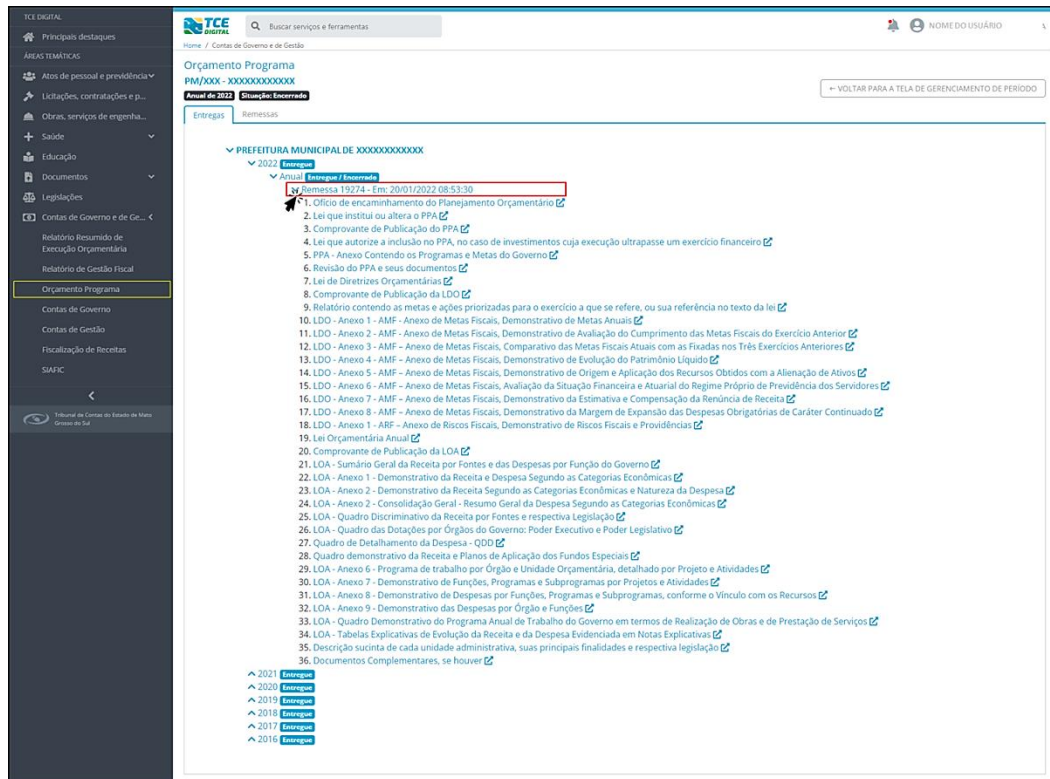 TCE DIGITAL
Principais destaques
ÁREAS TEMÁTICAS
Atos de pessoal e previdência
Licitações, contratações e p...
Obras, serviços de engenha...
Saúde
Educação
Documentos
Legislações
Contas de Governo e de Ge...
Relatório Resumido de
Execução Orçamentária
Relatório de Gestão Fiscal
Orçamento Programa
Contas de Governo
Contas de Gestão
Fiscalização de Receitas
SIAFIC
Tribunal de Contas do Estado de Mato
Grosso do Sul
TCE
DIGITAL
Buscar serviços e ferramentas
NOME DO USUÁRIO
Home / Contas de Governo e de Gestão
Orçamento Programa
PM/XXX - XXXXXXXXXXXX
Anual de 2022 Situação: Encerrado
← VOLTAR PARA A TELA DE GERENCIAMENTO DE PERÍODO
Entregas Remessas
PREFEITURA MUNICIPAL DE XXXXXXXXXXXX
2022 Entregue
Anual Entregue / Encerrado
Remessa 19274 - Em: 20/01/2022 08:53:30
1. Ofício de encaminhamento do Planejamento Orçamentário
2. Lei que institui ou altera o PPA
3. Comprovante de Publicação do PPA
4. Lei que autorize a inclusão no PPA, no caso de investimentos cuja execução ultrapasse um exercício financeiro
5. PPA - Anexo Contendo os Programas e Metas do Governo
6. Revisão do PPA e seus documentos
7. Lei de Diretrizes Orçamentárias
8. Comprovante de Publicação da LDO
9. Relatório contendo as metas e ações priorizadas para o exercício a que se refere, ou sua referência no texto da lei
10. LDO - Anexo 1 - AMF - Anexo de Metas Fiscais, Demonstrativo de Metas Anuais
11. LDO - Anexo 2 - AMF - Anexo de Metas Fiscais, Demonstrativo de Avaliação do Cumprimento das Metas Fiscais do Exercício Anterior
12. LDO - Anexo 3 - AMF – Anexo de Metas Fiscais, Comparativo das Metas Fiscais Atuais com as Fixadas nos Três Exercícios Anteriores
13. LDO - Anexo 4 - AMF – Anexo de Metas Fiscais, Demonstrativo de Evolução do Patrimônio Líquido
14. LDO - Anexo 5 - AMF – Anexo de Metas Fiscais, Demonstrativo de Origem e Aplicação dos Recursos Obtidos com a Alienação de Ativos
15. LDO - Anexo 6 - AMF – Anexo de Metas Fiscais, Avaliação da Situação Financeira e Atuarial do Regime Próprio de Previdência dos Servidores
16. LDO - Anexo 7 - AMF – Anexo de Metas Fiscais, Demonstrativo da Estimativa e Compensação da Renúncia de Receita
17. LDO - Anexo 8 - AMF – Anexo de Metas Fiscais, Demonstrativo da Margem de Expansão das Despesas Obrigatórias de Caráter Continuado
18. LDO - Anexo 1 - ARF – Anexo de Riscos Fiscais, Demonstrativo de Riscos Fiscais e Providências
19. Lei Orçamentária Anual
20. Comprovante de Publicação da LOA
21. LOA - Sumário Geral da Receita por Fontes e das Despesas por Função do Governo
22. LOA - Anexo 1 - Demonstrativo da Receita e Despesa Segundo as Categorias Econômicas
23. LOA - Anexo 2 - Demonstrativo da Receita Segundo as Categorias Econômicas e Natureza da Despesa
24. LOA - Anexo 2 - Consolidação Geral - Resumo Geral da Despesa Segundo as Categorias Econômicas
25. LOA - Quadro Discriminativo da Receita por Fontes e respectiva Legislação
26. LOA - Quadro das Dotações por Órgãos do Governo: Poder Executivo e Poder Legislativo
27. Quadro de Detalhamento da Despesa - QDD
28. Quadro demonstrativo da Receita e Planos de Aplicação dos Fundos Especiais
29. LOA - Anexo 6 - Programa de trabalho por Órgão e Unidade Orçamentária, detalhado por Projeto e Atividades
30. LOA - Anexo 7 - Demonstrativo de Funções, Programas e Subprogramas por Projetos e Atividades
31. LOA - Anexo 8 - Demonstrativo de Despesas por Funções, Programas e Subprogramas, conforme o Vínculo com os Recursos
32. LOA - Anexo 9 - Demonstrativo das Despesas por Órgão e Funções
33. LOA - Quadro Demonstrativo do Programa Anual de Trabalho do Governo em termos de Realização de Obras e de Prestação de Serviços
34. LOA - Tabelas Explicativas de Evolução da Receita e da Despesa Evidenciada em Notas Explicativas
35. Descrição sucinta de cada unidade administrativa, suas principais finalidades e respectiva legislação
36. Documentos Complementares, se houver
2021 Entregue
2020 Entregue
2019 Entregue
2018 Entregue
2017 Entregue
2016 Entregue